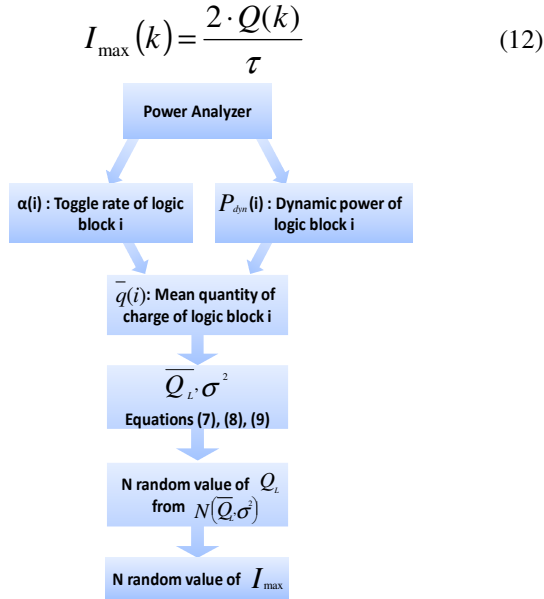 I_max(k) = 2 · Q(k) / τ (12)
Power Analyzer
α(i) : Toggle rate of logic
block i
P_dyn(i) : Dynamic power of
logic block i
q̅(i): Mean quantity of
charge of logic block i
Q̅_L, σ²
Equations (7), (8), (9)
N random value of Q_L
from N(Q̅_L, σ²)
N random value of I_max